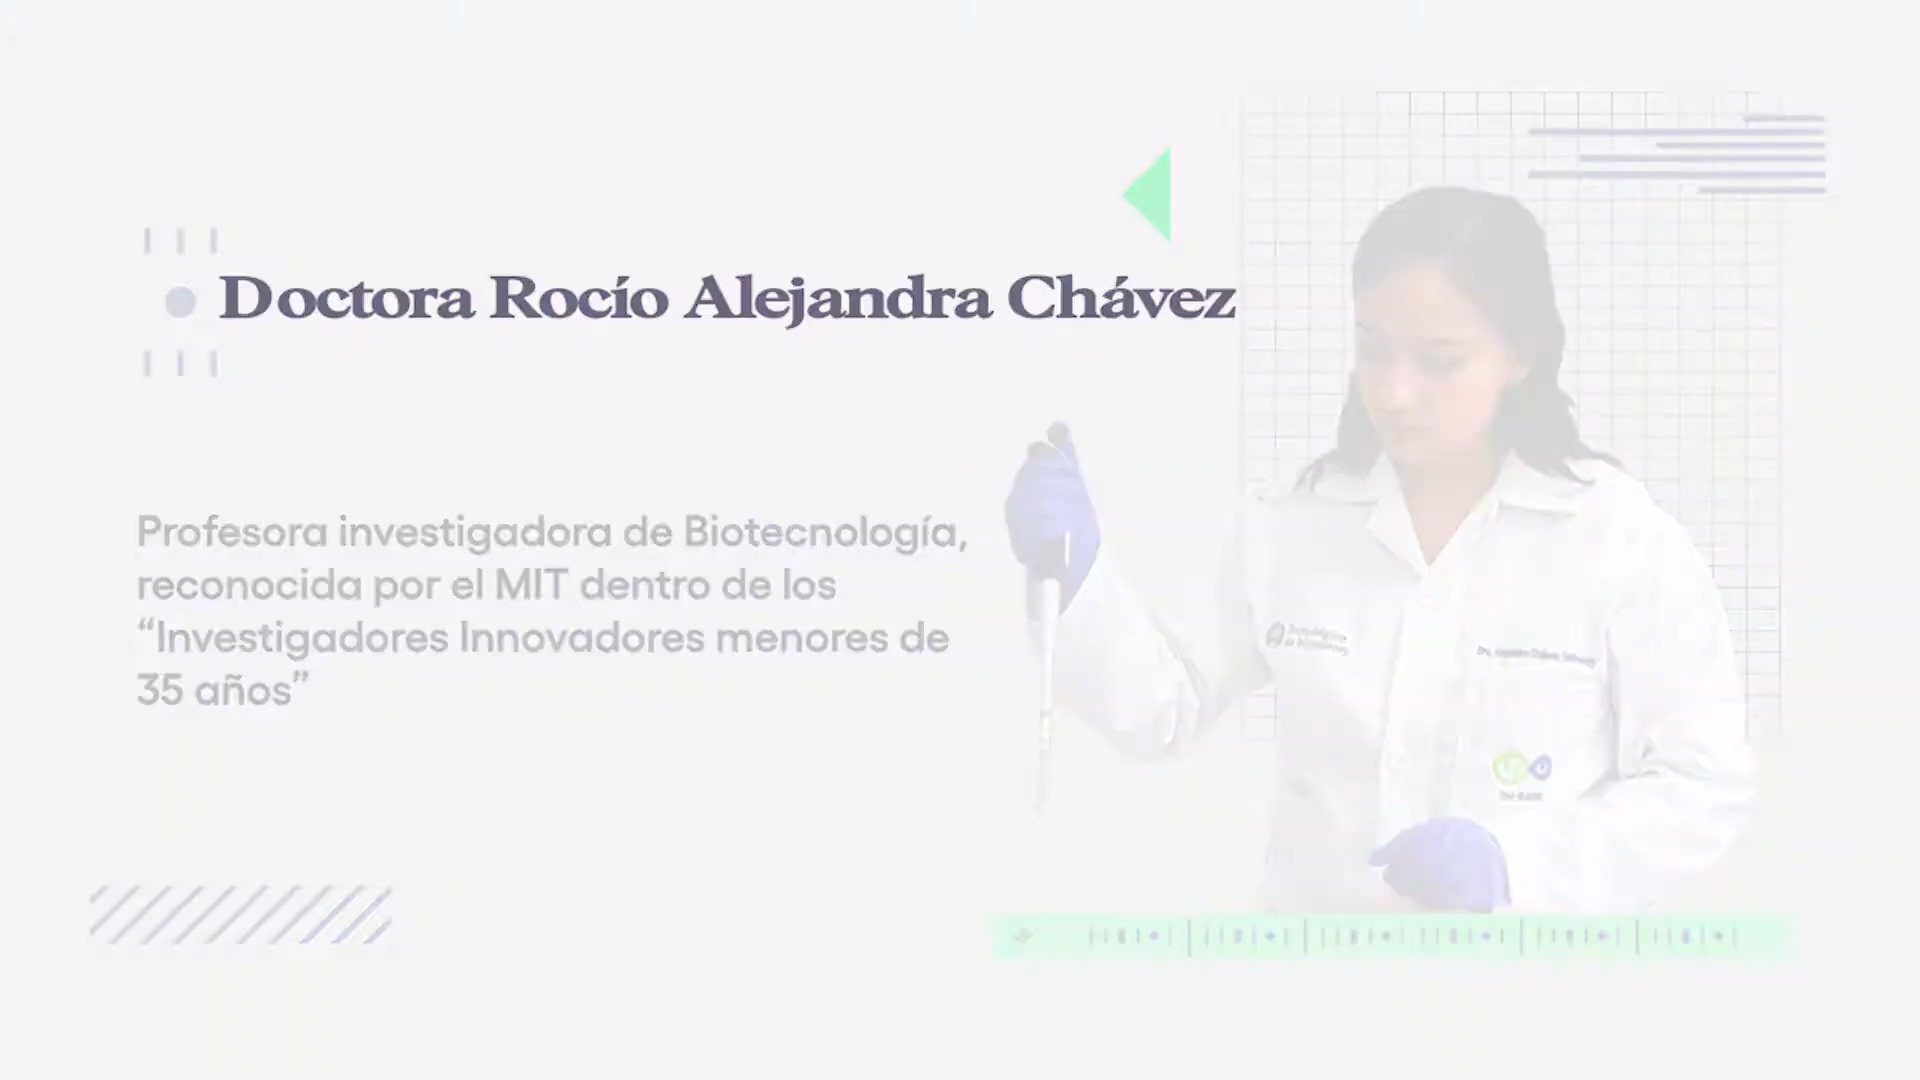 Doctora Rocío Alejandra Chávez
Profesora investigadora de Biotecnología,
reconocida por el MIT dentro de los
“Investigadores Innovadores menores de
35 años”